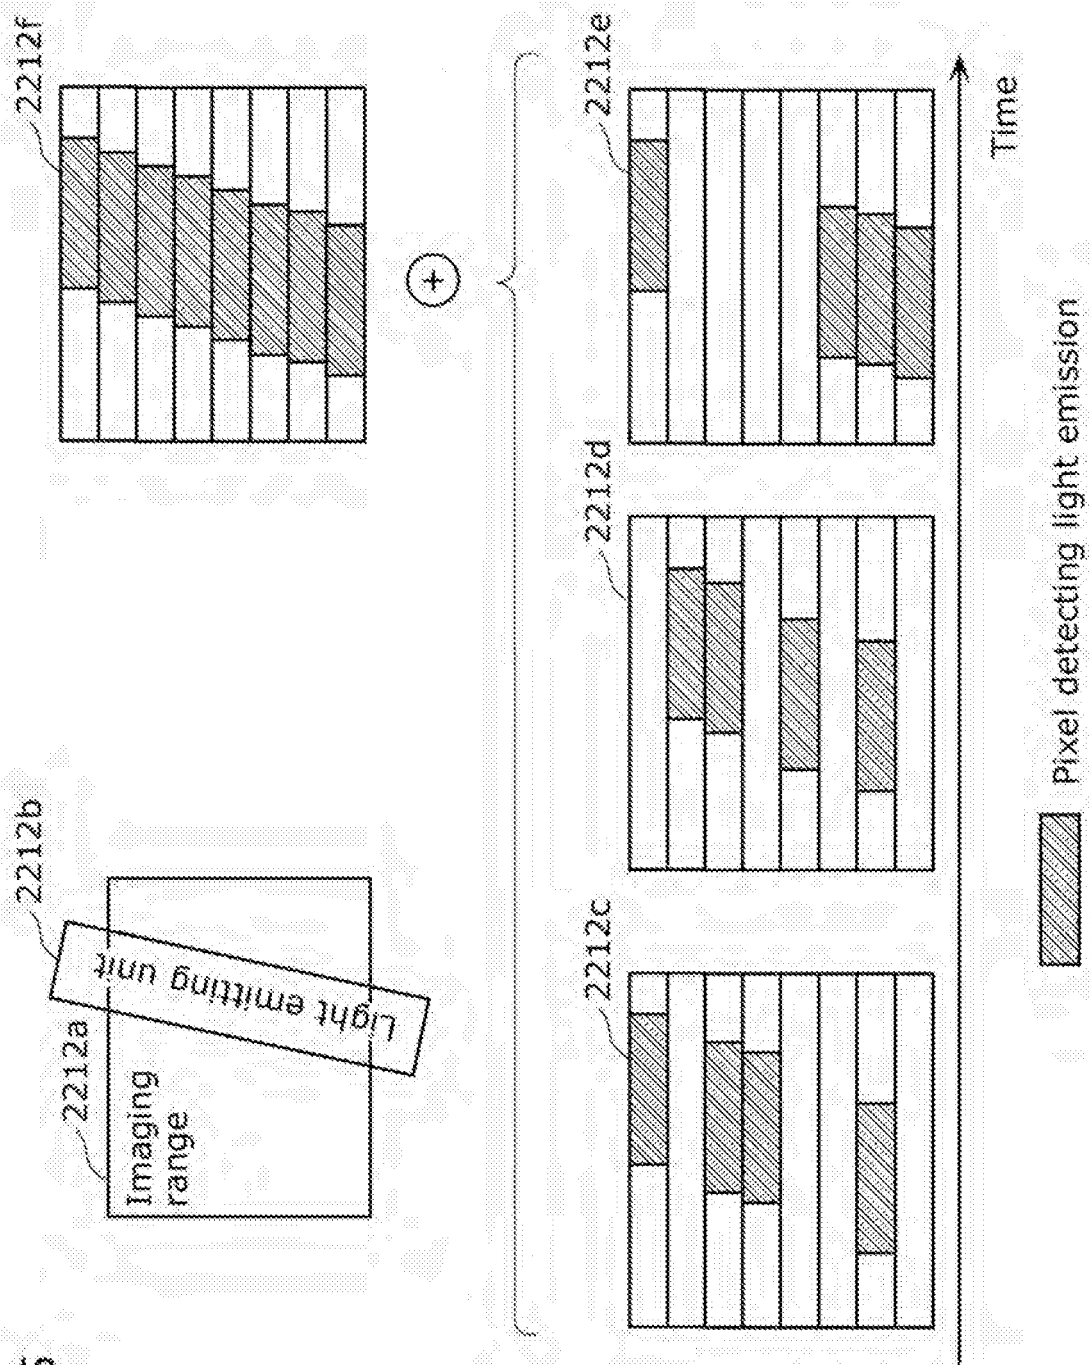 2212a
2212b
Imaging
range
Light emitting unit
2212f
+
2212c
2212d
2212e
Time
Pixel detecting light emission